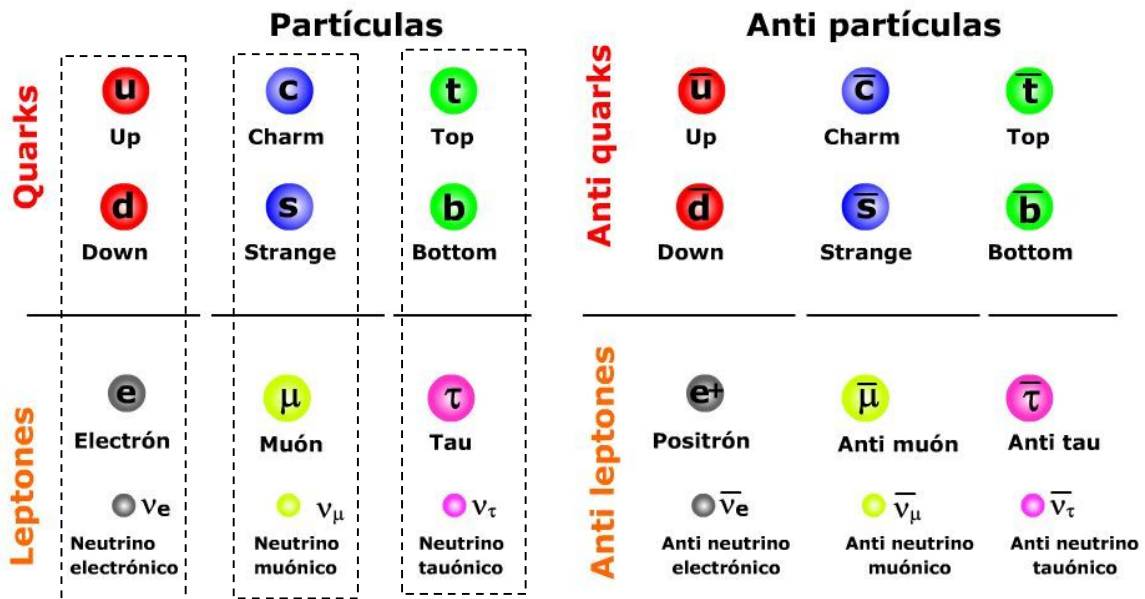 Partículas
Anti partículas
Quarks
Anti quarks
u c t
u̅ c̅ t̅
Up Charm Top
Up Charm Top
d s b
d̅ s̅ b̅
Down Strange Bottom
Down Strange Bottom
Leptones
Anti leptones
e μ τ
e+ μ̅ τ̅
Electrón Muón Tau
Positrón Anti muón Anti tau
νe νμ ντ
ν̅e ν̅μ ν̅τ
Neutrino Neutrino Neutrino
electrónico muónico tauónico
Anti neutrino Anti neutrino Anti neutrino
electrónico muónico tauónico